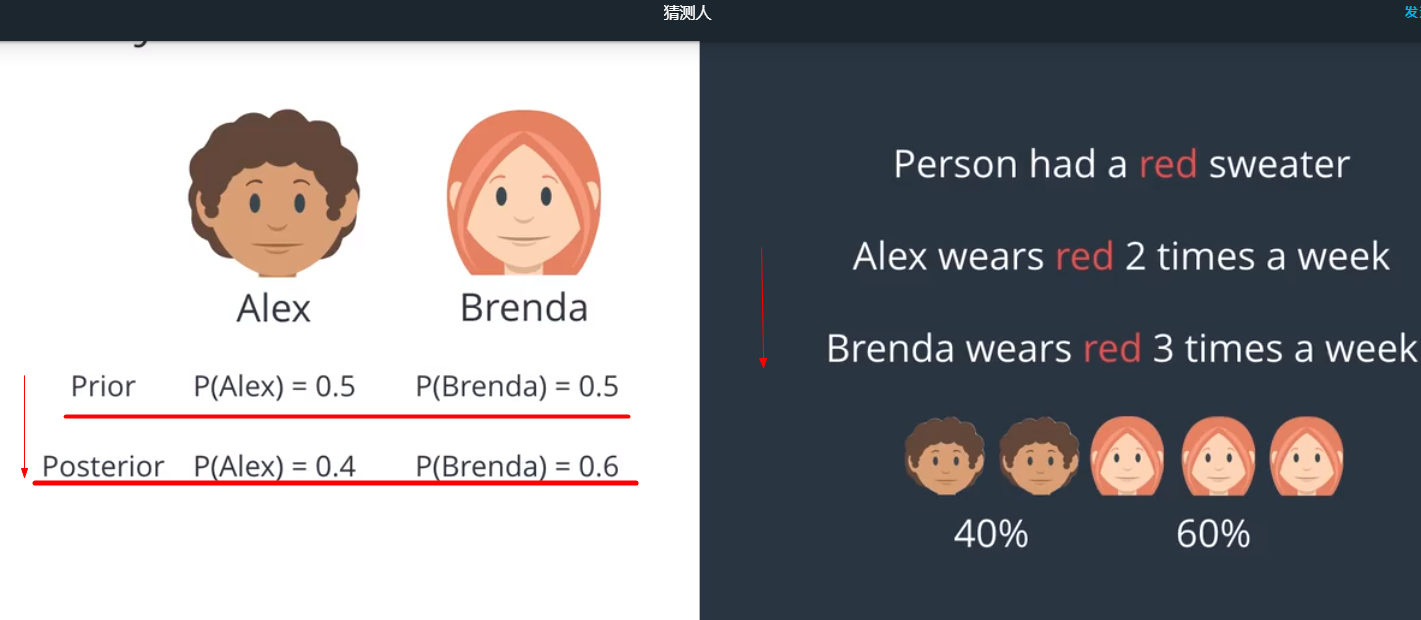 猜测人
Alex
Brenda
Prior P(Alex) = 0.5 P(Brenda) = 0.5
Posterior P(Alex) = 0.4 P(Brenda) = 0.6
Person had a red sweater
Alex wears red 2 times a week
Brenda wears red 3 times a week
40% 60%